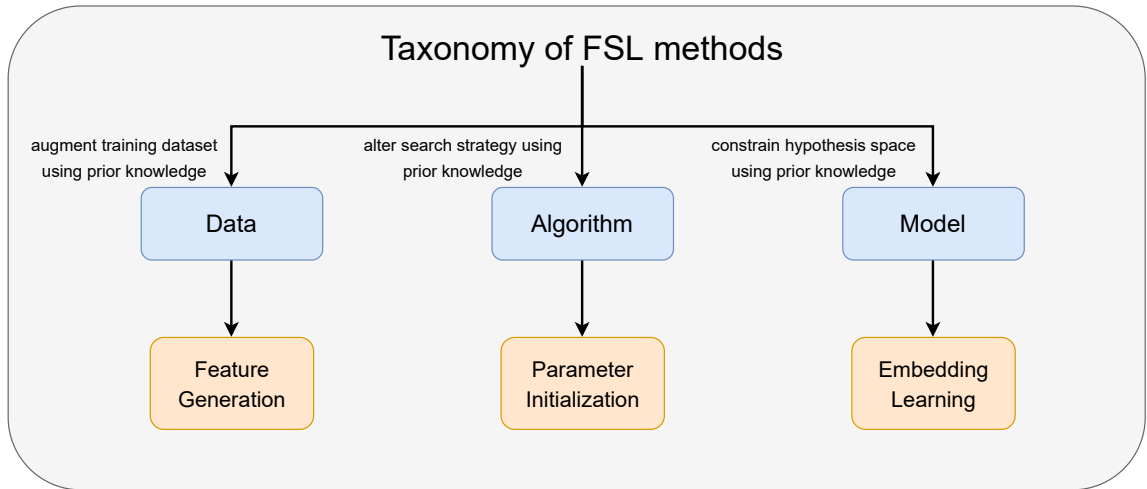 Taxonomy of FSL methods
augment training dataset
using prior knowledge
alter search strategy using
prior knowledge
constrain hypothesis space
using prior knowledge
Data
Algorithm
Model
Feature
Generation
Parameter
Initialization
Embedding
Learning